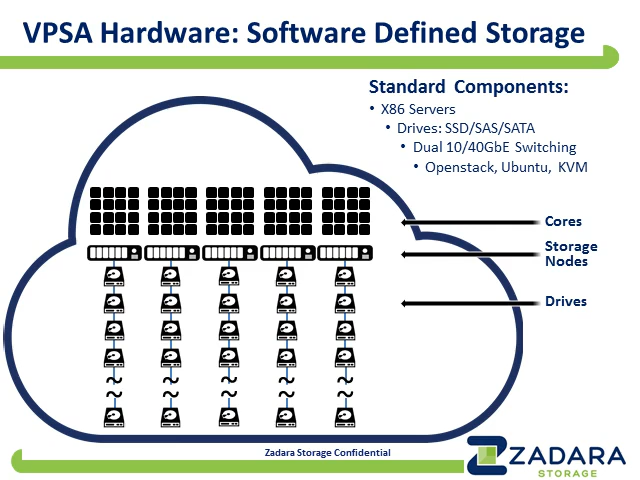 VPSA Hardware: Software Defined Storage
Standard Components:
• X86 Servers
• Drives: SSD/SAS/SATA
• Dual 10/40GbE Switching
• Openstack, Ubuntu, KVM
Cores
Storage
Nodes
Drives
Zadara Storage Confidential
ZADARA
STORAGE